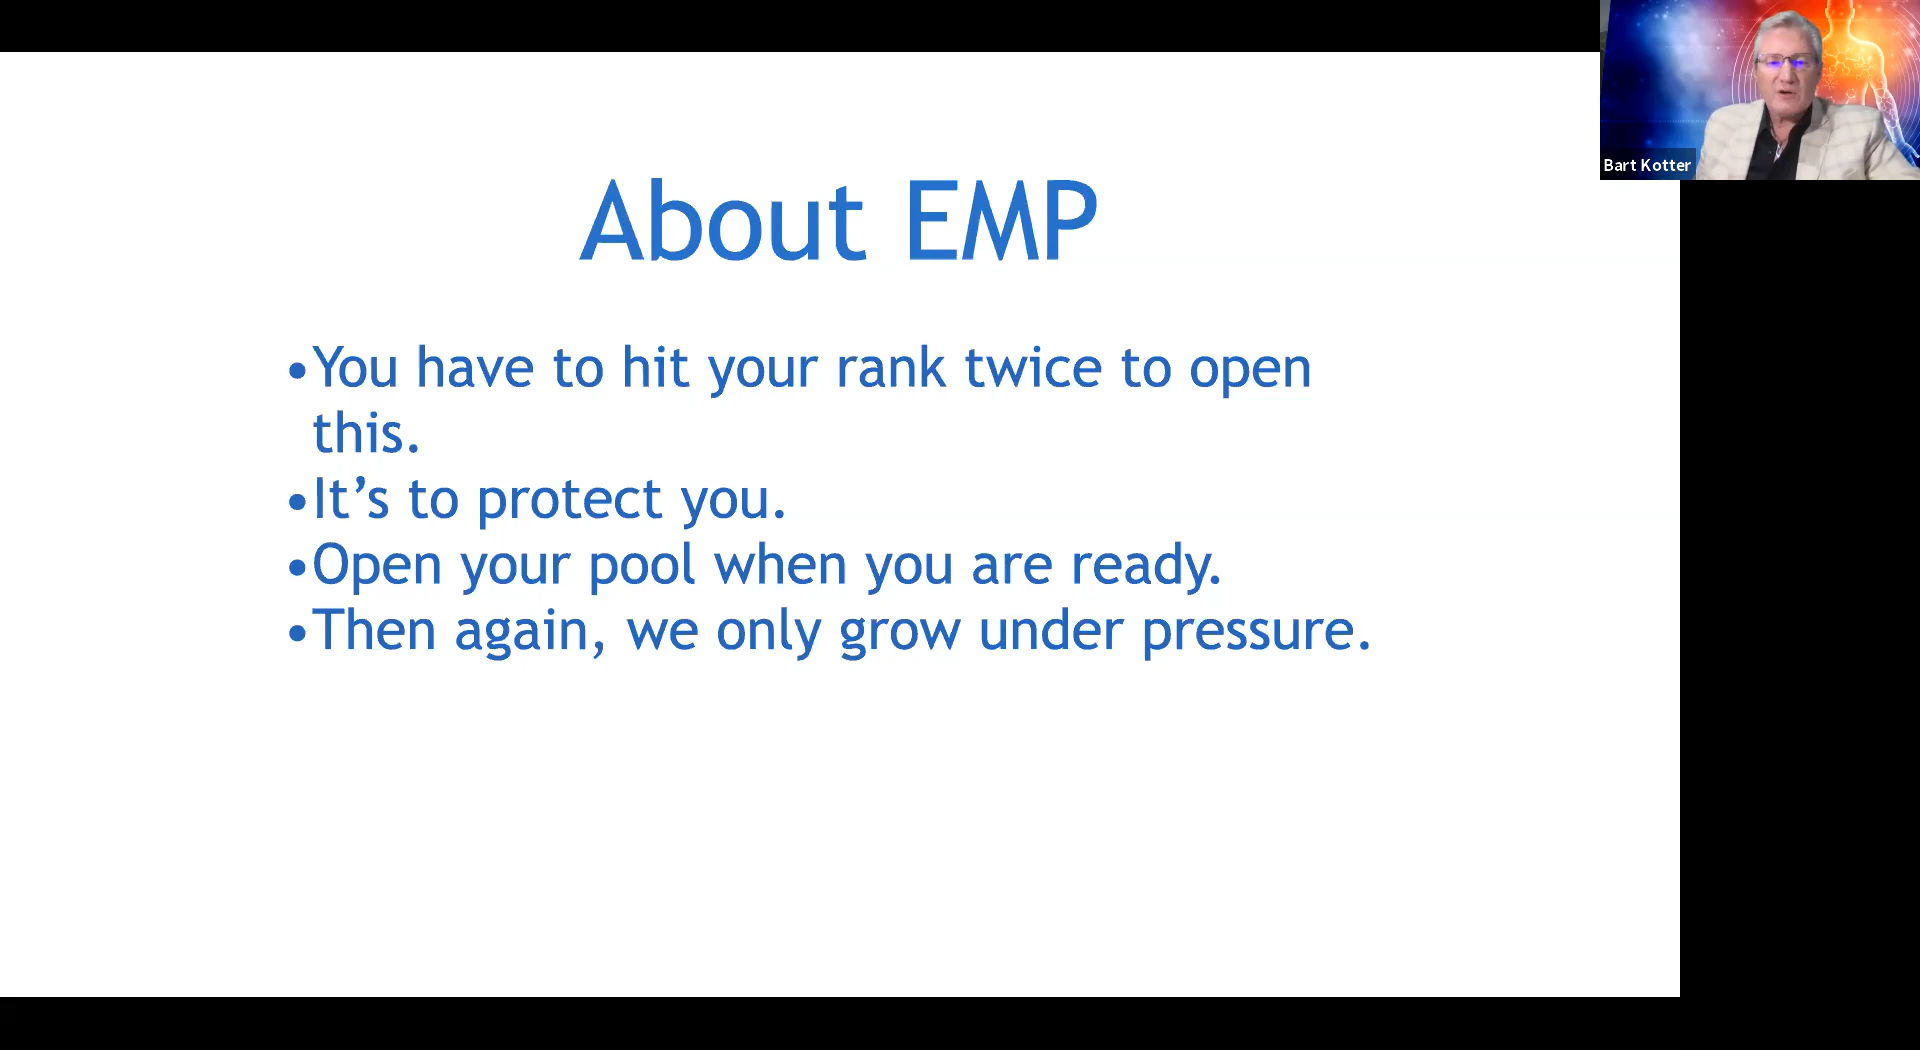 About EMP
•You have to hit your rank twice to open
this.
•It’s to protect you.
•Open your pool when you are ready.
•Then again, we only grow under pressure.
Bart Kotter